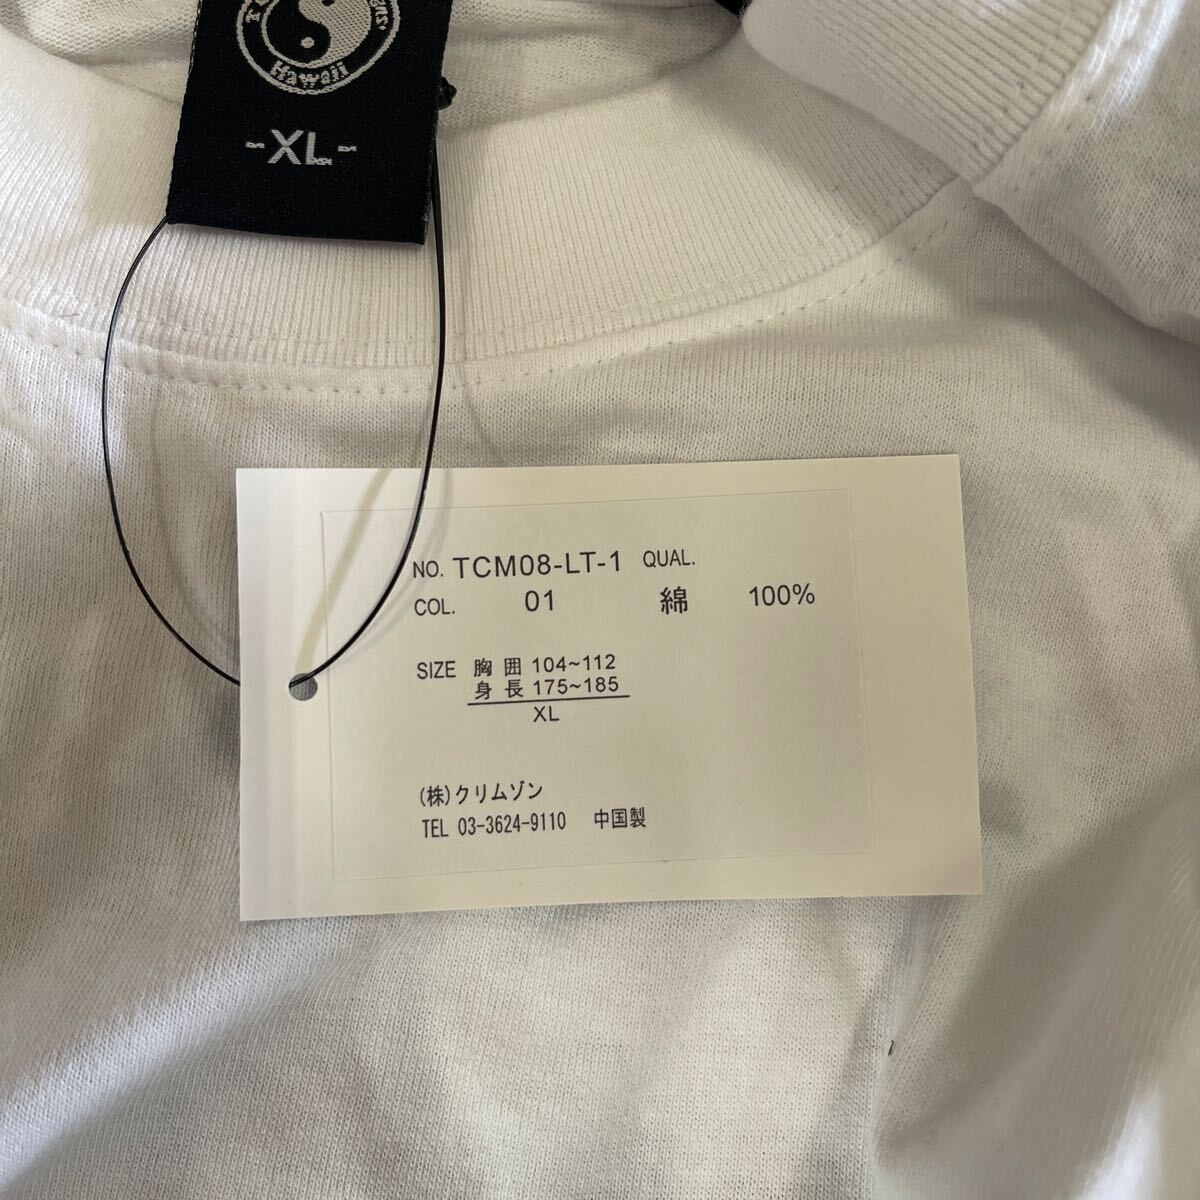 Hawaii
-XL-
NO. TCM08-LT-1 QUAL.
COL. 01 綿 100%
SIZE 胸囲 104~112
身長 175~185
XL
(株)クリムゾン
TEL 03-3624-9110 中国製